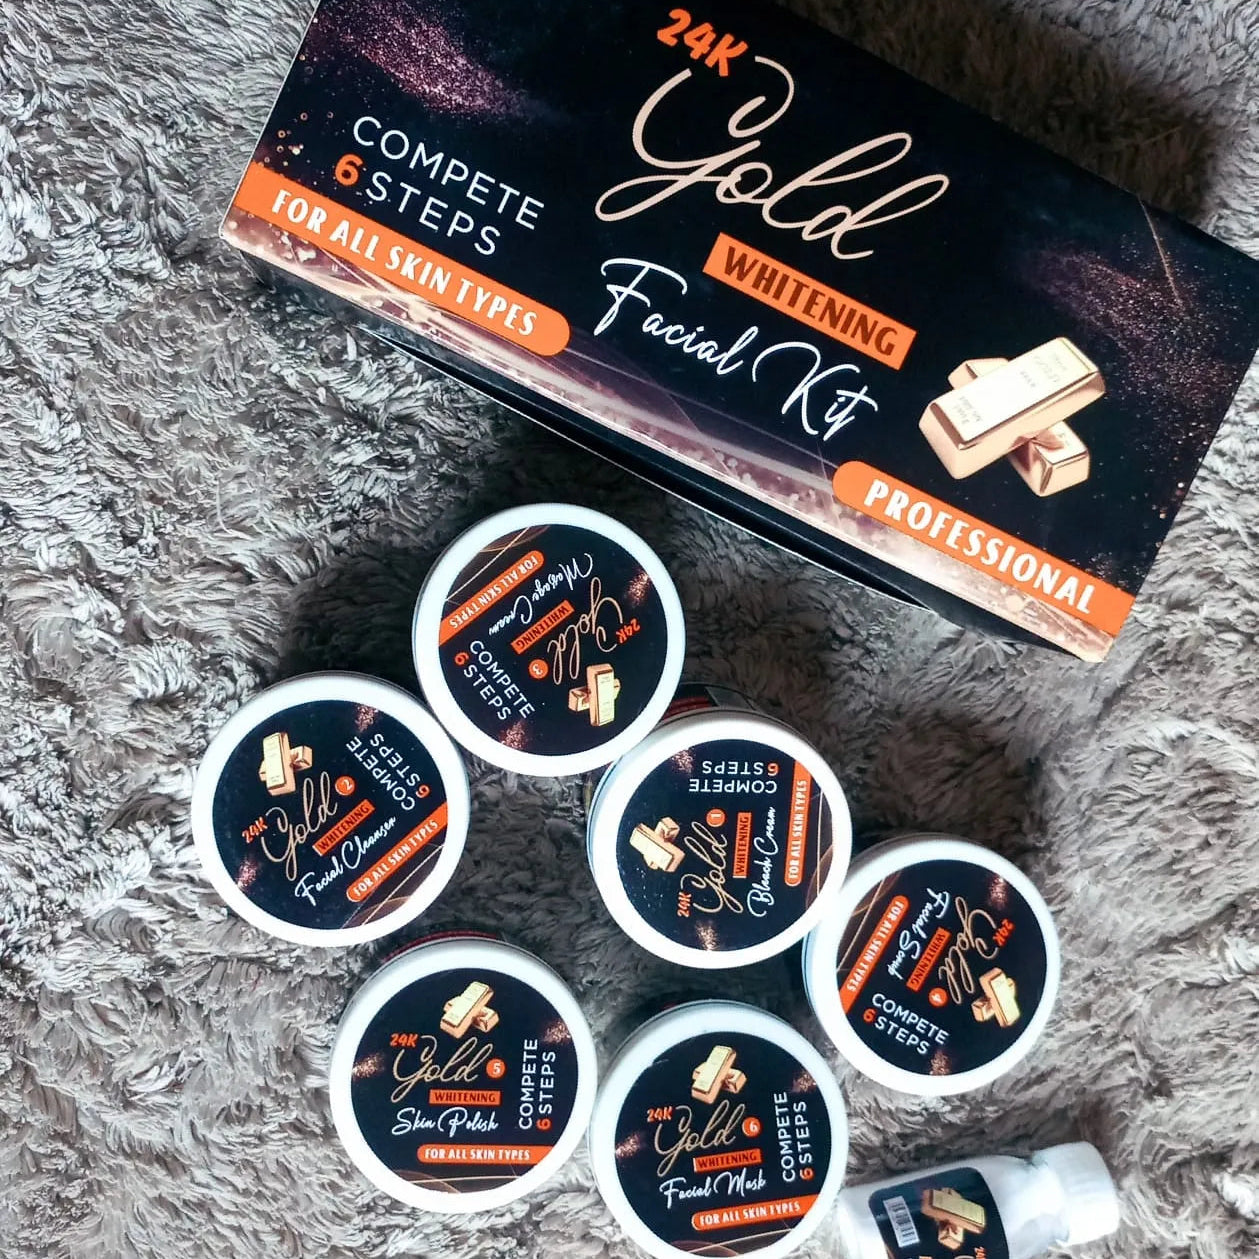 24K
Gold
WHITENING
Facial Kit
COMPETE
6 STEPS
FOR ALL SKIN TYPES
PROFESSIONAL
24K
Gold
3
WHITENING
Massage Cream
FOR ALL SKIN TYPES
COMPETE
6 STEPS
24K
Gold
2
WHITENING
Facial Cleanser
FOR ALL SKIN TYPES
COMPETE
6 STEPS
24K
Gold
1
WHITENING
Bleach Cream
FOR ALL SKIN TYPES
COMPETE
6 STEPS
24K
Gold
4
WHITENING
Facial Scrub
FOR ALL SKIN TYPES
COMPETE
6 STEPS
24K
Gold
5
WHITENING
Skin Polish
FOR ALL SKIN TYPES
COMPETE
6 STEPS
24K
Gold
6
WHITENING
Facial Mask
FOR ALL SKIN TYPES
COMPETE
6 STEPS